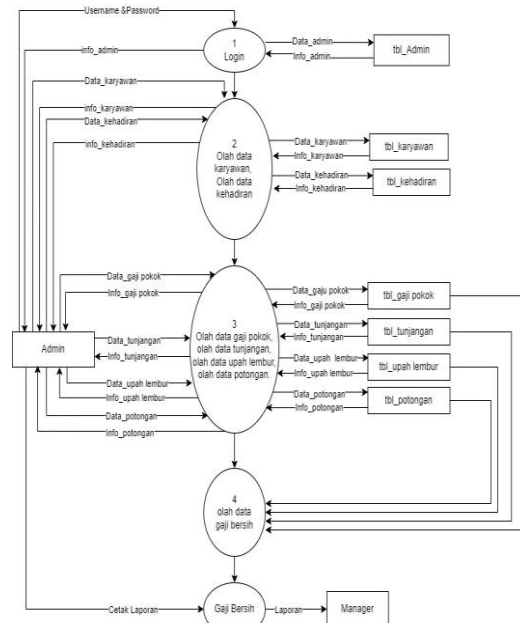 Username &Password
1
Login
info_admin
Data_admin
Info_admin
tbl_Admin
Data_karyawan
info_karyawan
Data_kehadiran
info_kehadiran
2
Olah data
karyawan,
Olah data
kehadiran
Data_karyawan
Info_karyawan
tbl_karyawan
Data_kehadiran
Info_kehadiran
tbl_kehadiran
Data_gaji pokok
Info_gaji pokok
Admin
Data_tunjangan
Info_tunjangan
Data_upah lembur
Info_upah lembur
Data_potongan
Info_potongan
3
Olah data gaji pokok,
olah data tunjangan,
olah data upah lembur,
olah data potongan.
Data_gaju pokok
Info_gaji pokok
tbl_gaji pokok
Data_tunjangan
Info_tunjangan
tbl_tunjangan
Data_upah lembur
Info_upah lembur
tbl_upah lembur
Data_potongan
Info_potongan
tbl_potongan
4
olah data
gaji bersih
Cetak Laporan
Gaji Bersih
Laporan
Manager